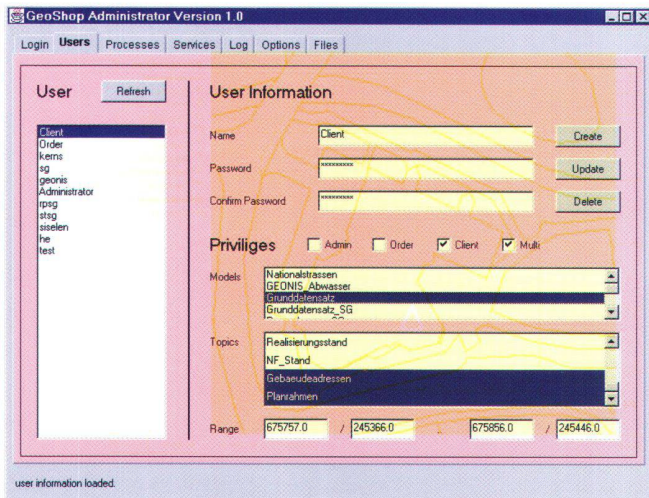 GeoShop Administrator Version 1.0
Login Users Processes Services Log Options Files
User Refresh
Client
Order
kerns
sg
geonis
Administrator
rpsg
stsg
siselen
he
test
User Information
Name Client Create
Password ********* Update
Confirm Password ********* Delete
Priviliges Admin Order Client Multi
Models
Nationalstrassen
GEONIS_Abwasser
Grunddatensatz
Grunddatensatz_SG
Topics
Realisierungsstand
NF_Stand
Gebaeudeadressen
Planrahmen
Range 675757.0 / 245366.0 .. 675856.0 / 245446.0
user information loaded.